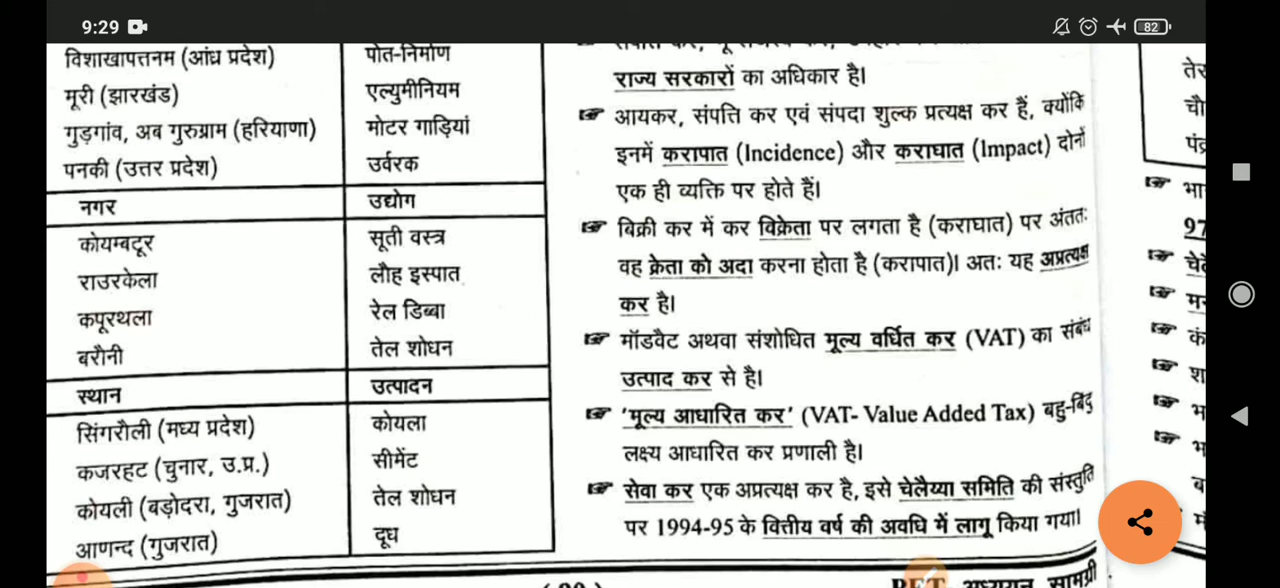 9:29
82
विशाखापत्तनम (आंध्र प्रदेश) पोत-निर्माण
मूरी (झारखंड) एल्युमीनियम
गुड़गांव, अब गुरुग्राम (हरियाणा) मोटर गाड़ियां
पनकी (उत्तर प्रदेश) उर्वरक
नगर उद्योग
कोयम्बटूर सूती वस्त्र
राउरकेला लौह इस्पात
कपूरथला रेल डिब्बा
बरौनी तेल शोधन
स्थान उत्पादन
सिंगरौली (मध्य प्रदेश) कोयला
कजरहट (चुनार, उ.प्र.) सीमेंट
कोयली (बड़ोदरा, गुजरात) तेल शोधन
आणन्द (गुजरात) दूध
राज्य सरकारों का अधिकार है।
☞ आयकर, संपत्ति कर एवं संपदा शुल्क प्रत्यक्ष कर हैं, क्योंकि
इनमें करापात (Incidence) और कराघात (Impact) दोनों
एक ही व्यक्ति पर होते हैं।
☞ बिक्री कर में कर विक्रेता पर लगता है (कराघात) पर अंततः
वह क्रेता को अदा करना होता है (करापात)। अतः यह अप्रत्यक्ष
कर है।
☞ मॉडवैट अथवा संशोधित मूल्य वर्धित कर (VAT) का संबंध
उत्पाद कर से है।
☞ 'मूल्य आधारित कर' (VAT- Value Added Tax) बहु-बिंदु
लक्ष्य आधारित कर प्रणाली है।
☞ सेवा कर एक अप्रत्यक्ष कर है, इसे चेलैय्या समिति की संस्तुति
पर 1994-95 के वित्तीय वर्ष की अवधि में लागू किया गया।
अध्ययन सामग्री
97